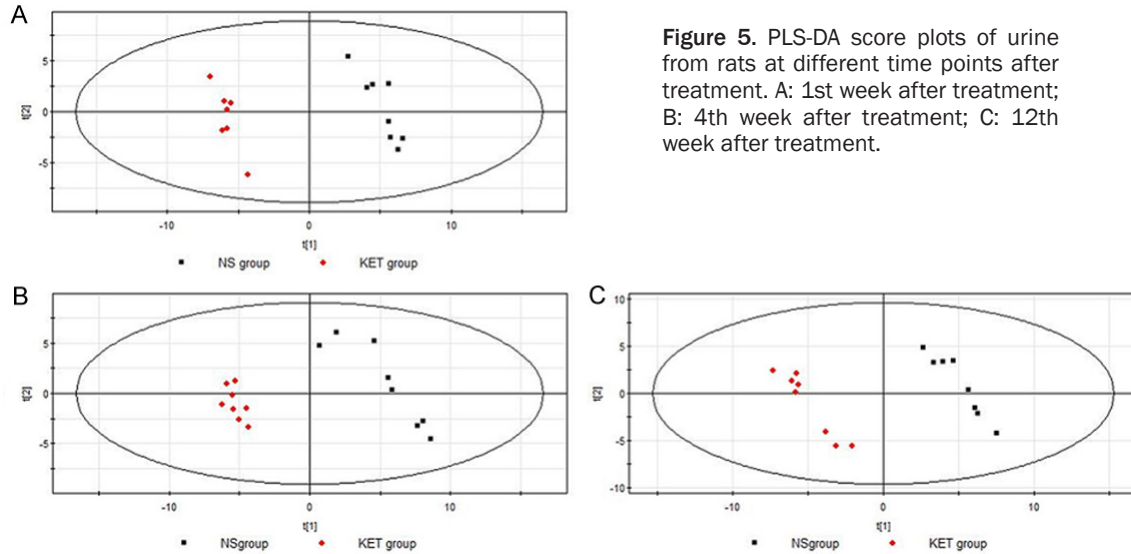 A
Figure 5. PLS-DA score plots of urine
from rats at different time points after
treatment. A: 1st week after treatment;
B: 4th week after treatment; C: 12th
week after treatment.
5
0
-5
t[2]
-10 0 10
t[1]
NS group KET group
B
5
0
-5
t[2]
-10 0 10
t[1]
NSgroup KET group
C
10
5
0
-5
-10
t[2]
-10 0 10
t[1]
NSgroup KET group